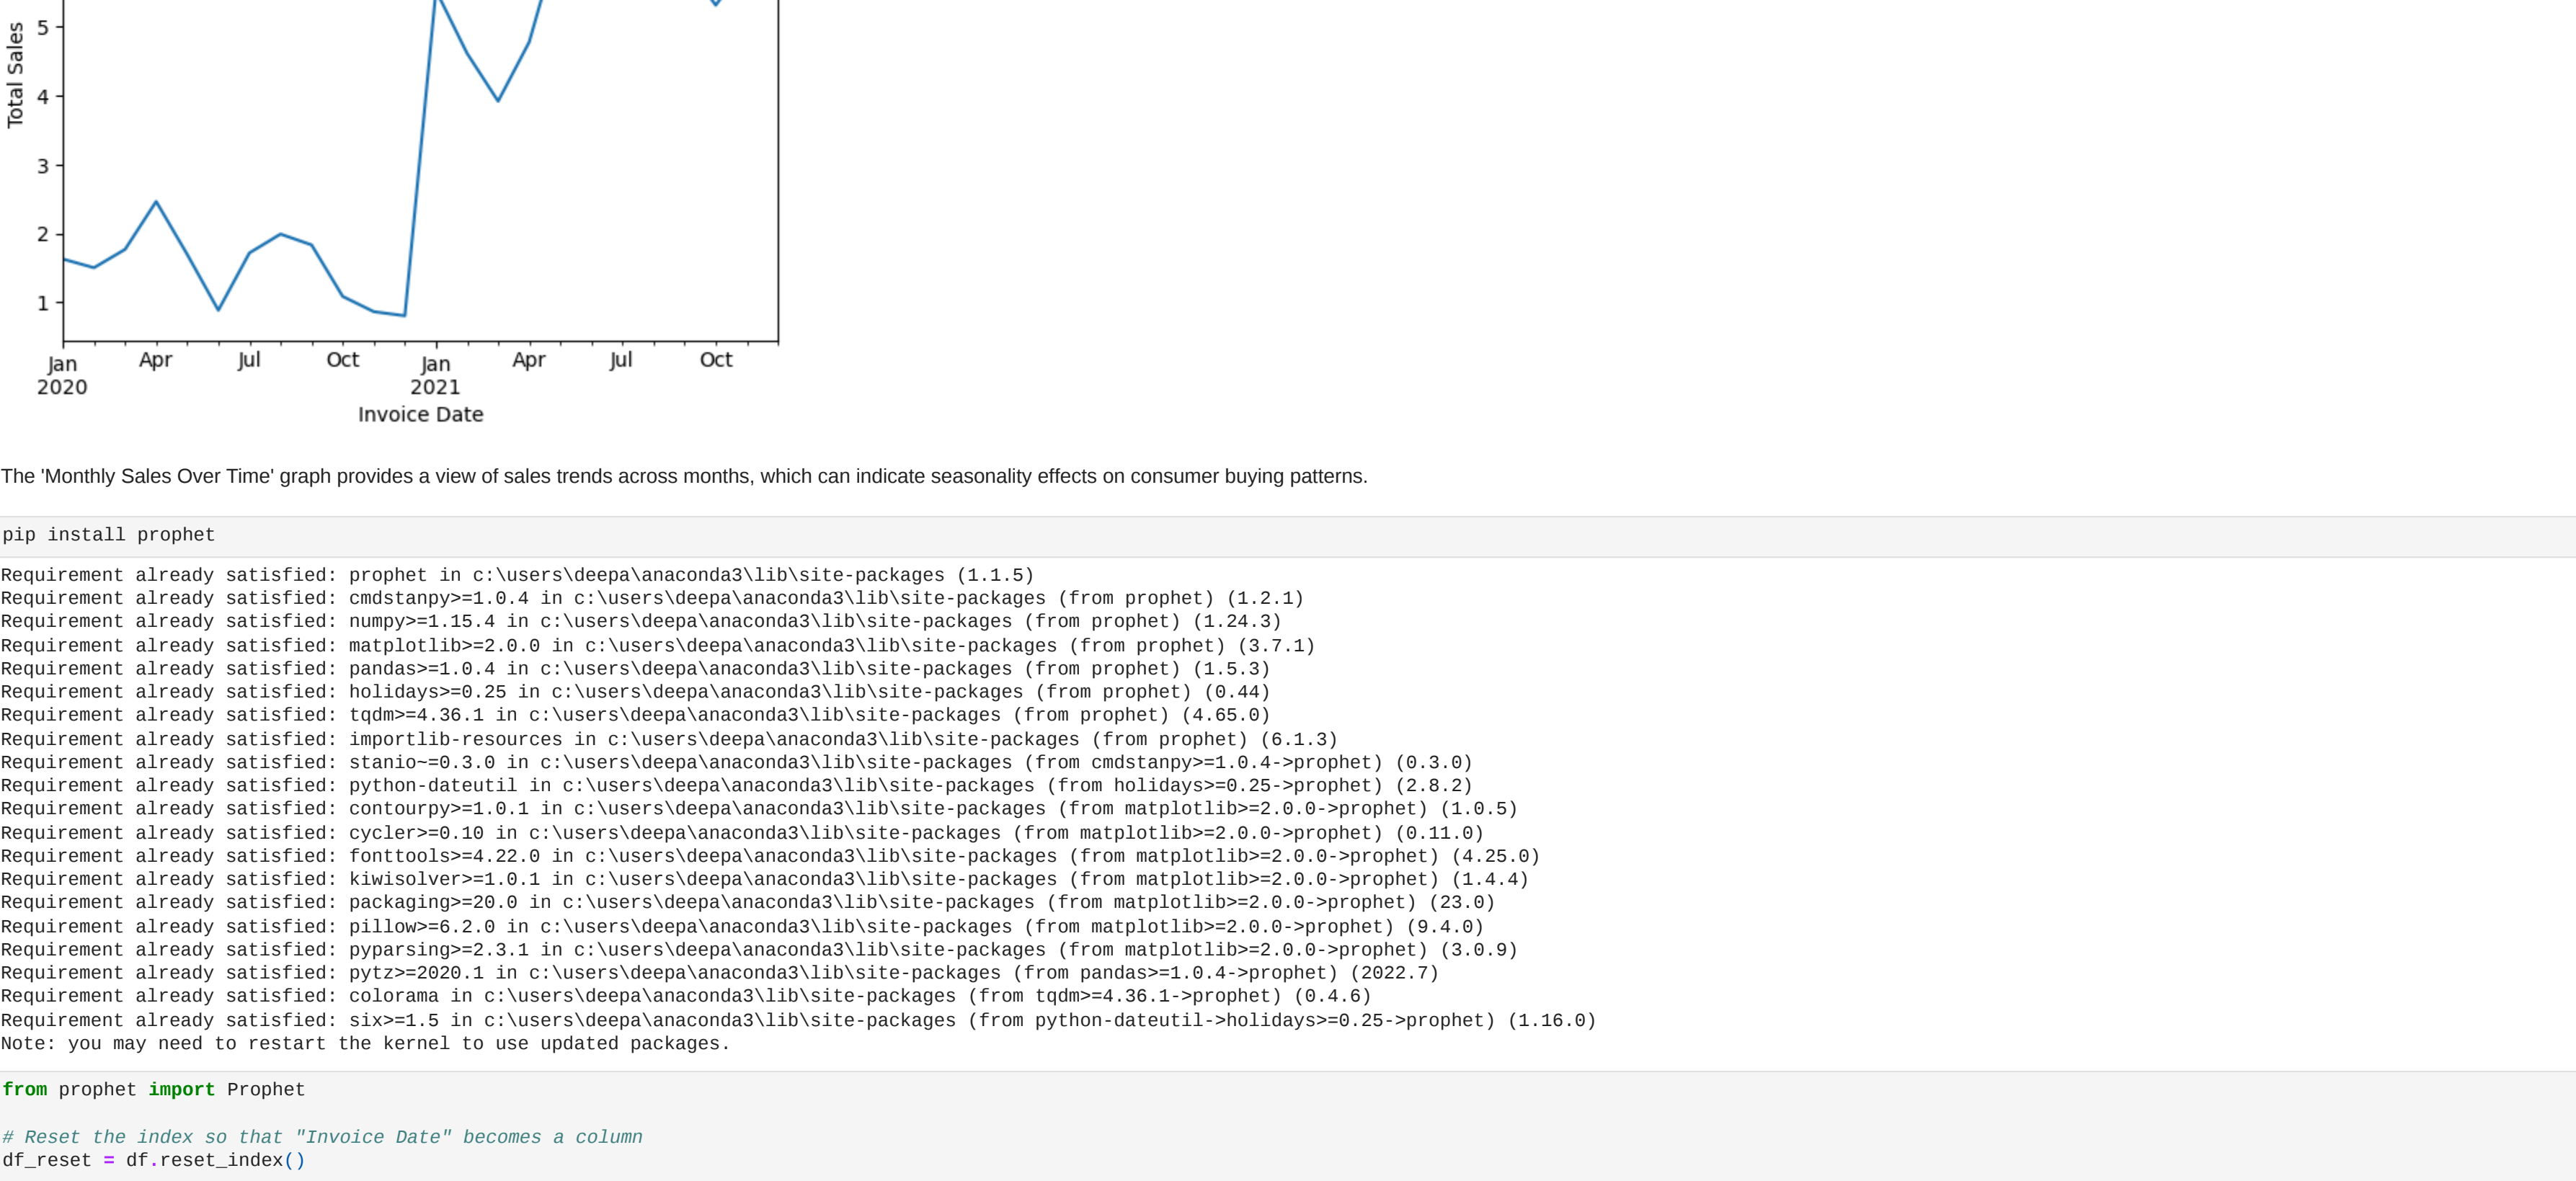 Total Sales
5
4
3
2
1
Jan Apr Jul Oct Jan Apr Jul Oct
2020 2021
Invoice Date
The 'Monthly Sales Over Time' graph provides a view of sales trends across months, which can indicate seasonality effects on consumer buying patterns.
pip install prophet
Requirement already satisfied: prophet in c:\users\deepa\anaconda3\lib\site-packages (1.1.5)
Requirement already satisfied: cmdstanpy>=1.0.4 in c:\users\deepa\anaconda3\lib\site-packages (from prophet) (1.2.1)
Requirement already satisfied: numpy>=1.15.4 in c:\users\deepa\anaconda3\lib\site-packages (from prophet) (1.24.3)
Requirement already satisfied: matplotlib>=2.0.0 in c:\users\deepa\anaconda3\lib\site-packages (from prophet) (3.7.1)
Requirement already satisfied: pandas>=1.0.4 in c:\users\deepa\anaconda3\lib\site-packages (from prophet) (1.5.3)
Requirement already satisfied: holidays>=0.25 in c:\users\deepa\anaconda3\lib\site-packages (from prophet) (0.44)
Requirement already satisfied: tqdm>=4.36.1 in c:\users\deepa\anaconda3\lib\site-packages (from prophet) (4.65.0)
Requirement already satisfied: importlib-resources in c:\users\deepa\anaconda3\lib\site-packages (from prophet) (6.1.3)
Requirement already satisfied: stanio~=0.3.0 in c:\users\deepa\anaconda3\lib\site-packages (from cmdstanpy>=1.0.4->prophet) (0.3.0)
Requirement already satisfied: python-dateutil in c:\users\deepa\anaconda3\lib\site-packages (from holidays>=0.25->prophet) (2.8.2)
Requirement already satisfied: contourpy>=1.0.1 in c:\users\deepa\anaconda3\lib\site-packages (from matplotlib>=2.0.0->prophet) (1.0.5)
Requirement already satisfied: cycler>=0.10 in c:\users\deepa\anaconda3\lib\site-packages (from matplotlib>=2.0.0->prophet) (0.11.0)
Requirement already satisfied: fonttools>=4.22.0 in c:\users\deepa\anaconda3\lib\site-packages (from matplotlib>=2.0.0->prophet) (4.25.0)
Requirement already satisfied: kiwisolver>=1.0.1 in c:\users\deepa\anaconda3\lib\site-packages (from matplotlib>=2.0.0->prophet) (1.4.4)
Requirement already satisfied: packaging>=20.0 in c:\users\deepa\anaconda3\lib\site-packages (from matplotlib>=2.0.0->prophet) (23.0)
Requirement already satisfied: pillow>=6.2.0 in c:\users\deepa\anaconda3\lib\site-packages (from matplotlib>=2.0.0->prophet) (9.4.0)
Requirement already satisfied: pyparsing>=2.3.1 in c:\users\deepa\anaconda3\lib\site-packages (from matplotlib>=2.0.0->prophet) (3.0.9)
Requirement already satisfied: pytz>=2020.1 in c:\users\deepa\anaconda3\lib\site-packages (from pandas>=1.0.4->prophet) (2022.7)
Requirement already satisfied: colorama in c:\users\deepa\anaconda3\lib\site-packages (from tqdm>=4.36.1->prophet) (0.4.6)
Requirement already satisfied: six>=1.5 in c:\users\deepa\anaconda3\lib\site-packages (from python-dateutil->holidays>=0.25->prophet) (1.16.0)
Note: you may need to restart the kernel to use updated packages.
from prophet import Prophet
# Reset the index so that "Invoice Date" becomes a column
df_reset = df.reset_index()